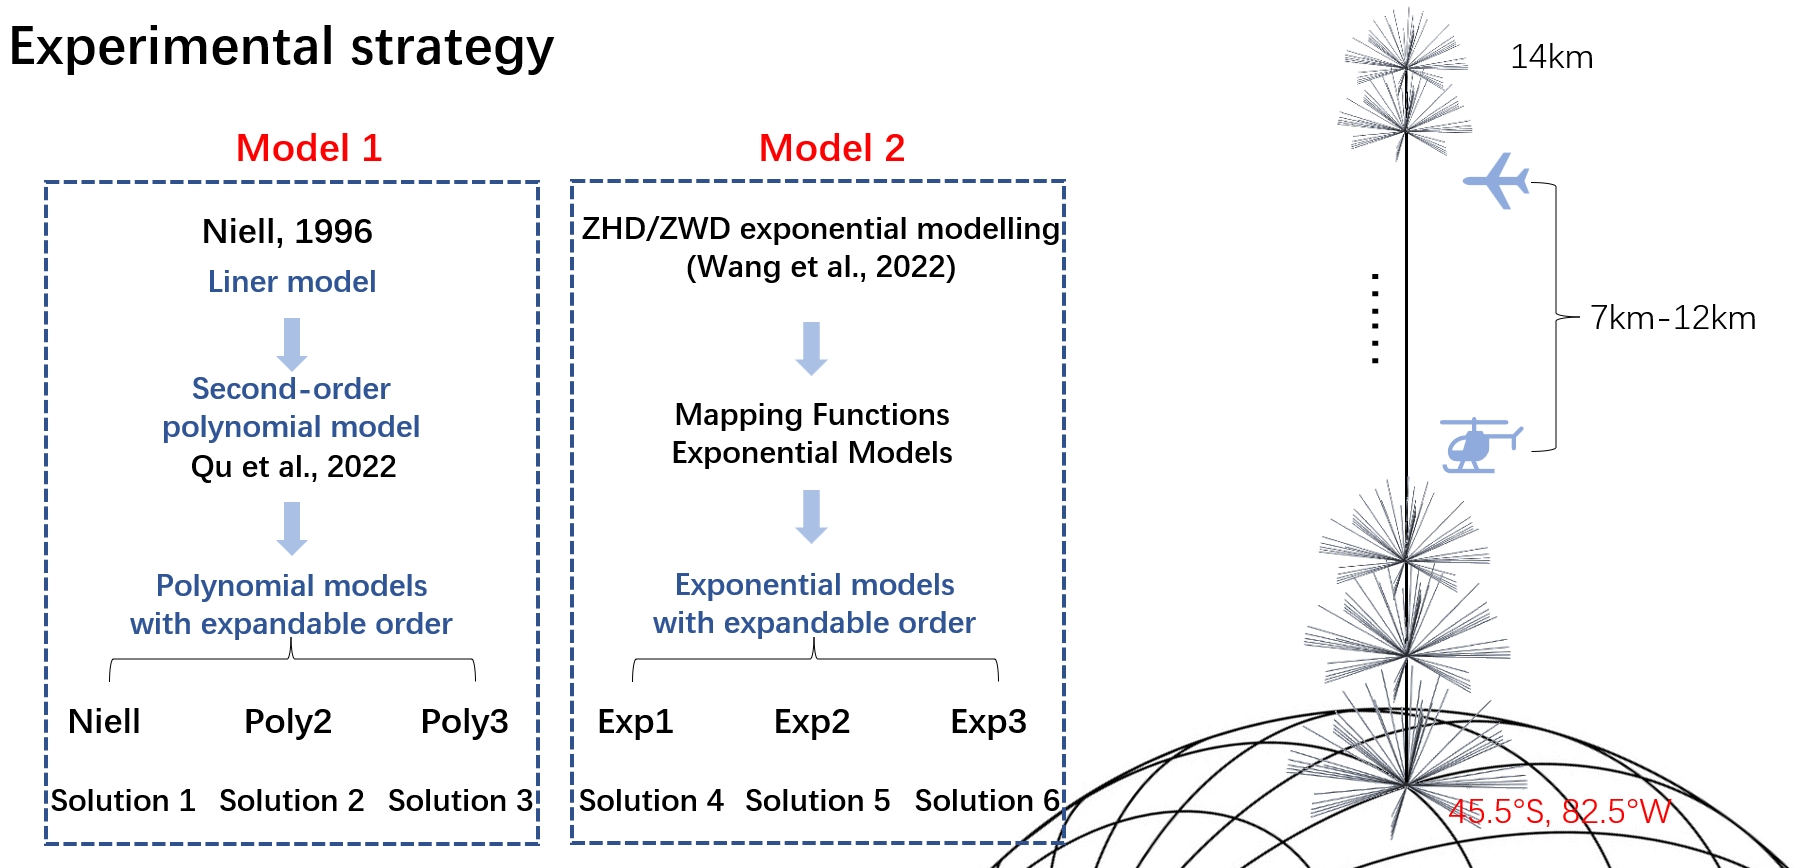 Experimental strategy
Model 1
Niell, 1996
Liner model
Second-order
polynomial model
Qu et al., 2022
Polynomial models
with expandable order
Niell Poly2 Poly3
Solution 1 Solution 2 Solution 3
Model 2
ZHD/ZWD exponential modelling
(Wang et al., 2022)
Mapping Functions
Exponential Models
Exponential models
with expandable order
Exp1 Exp2 Exp3
Solution 4 Solution 5 Solution 6
14km
7km-12km
45.5°S, 82.5°W